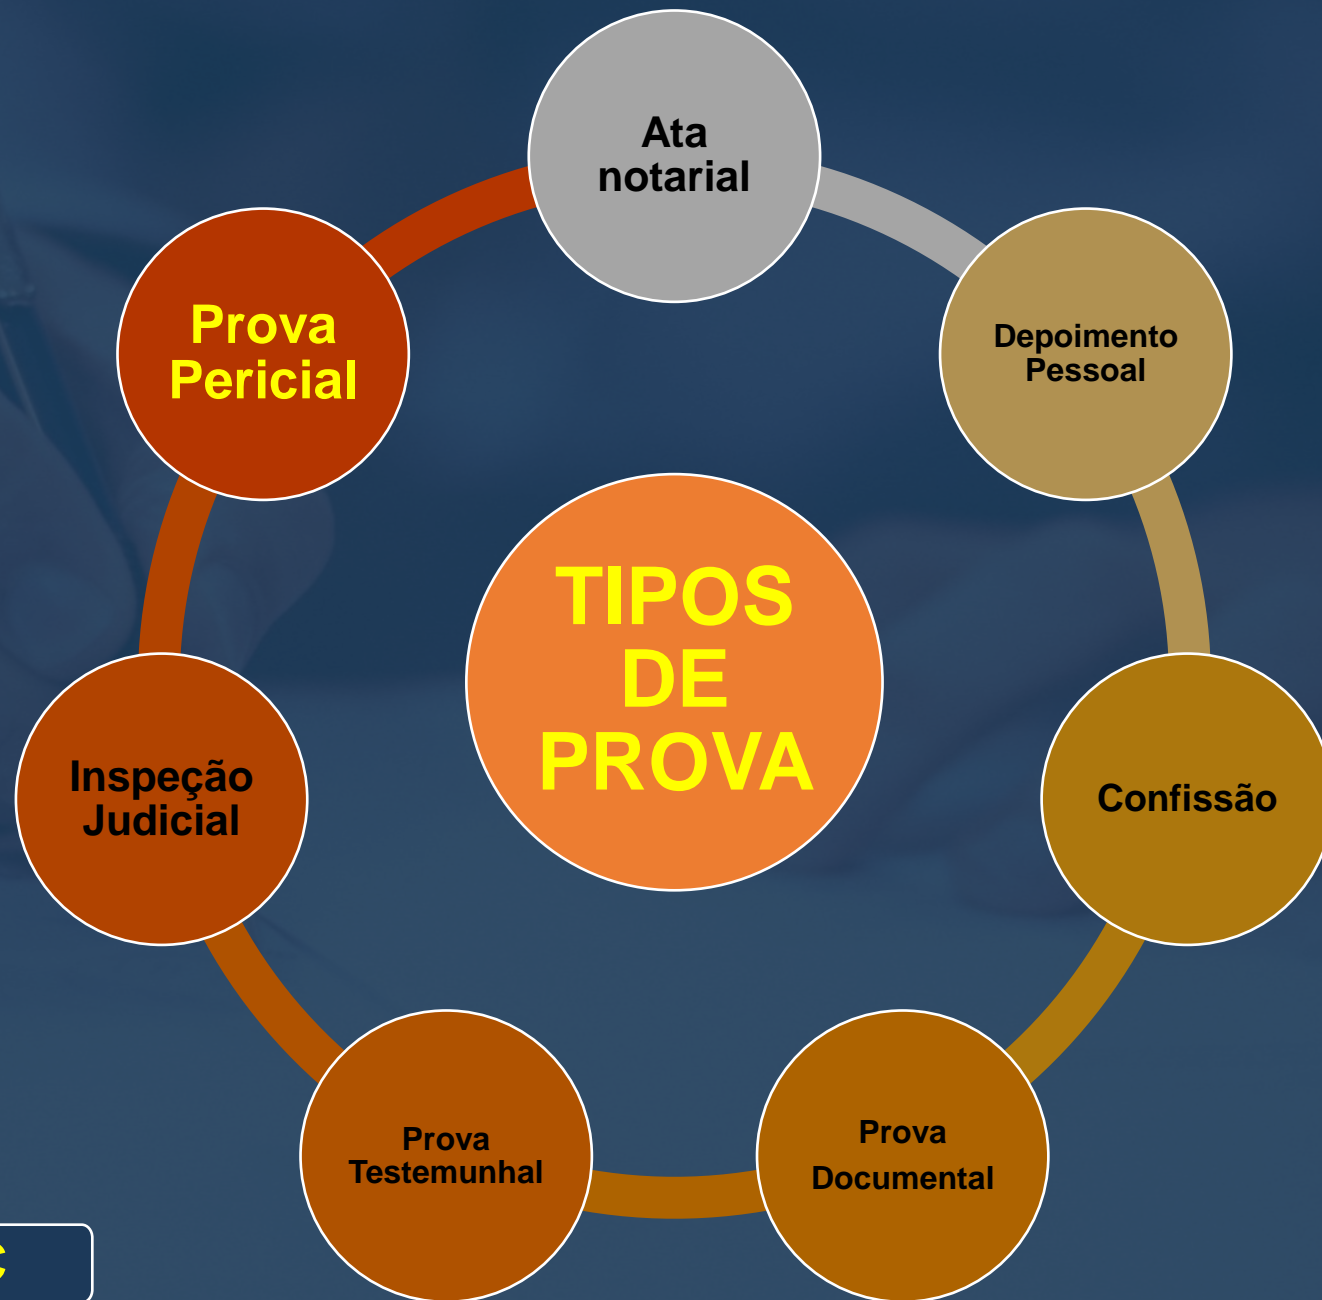 Ata
notarial
Prova
Pericial
Depoimento
Pessoal
TIPOS
DE
PROVA
Inspeção
Judicial
Confissão
Prova
Testemunhal
Prova
Documental